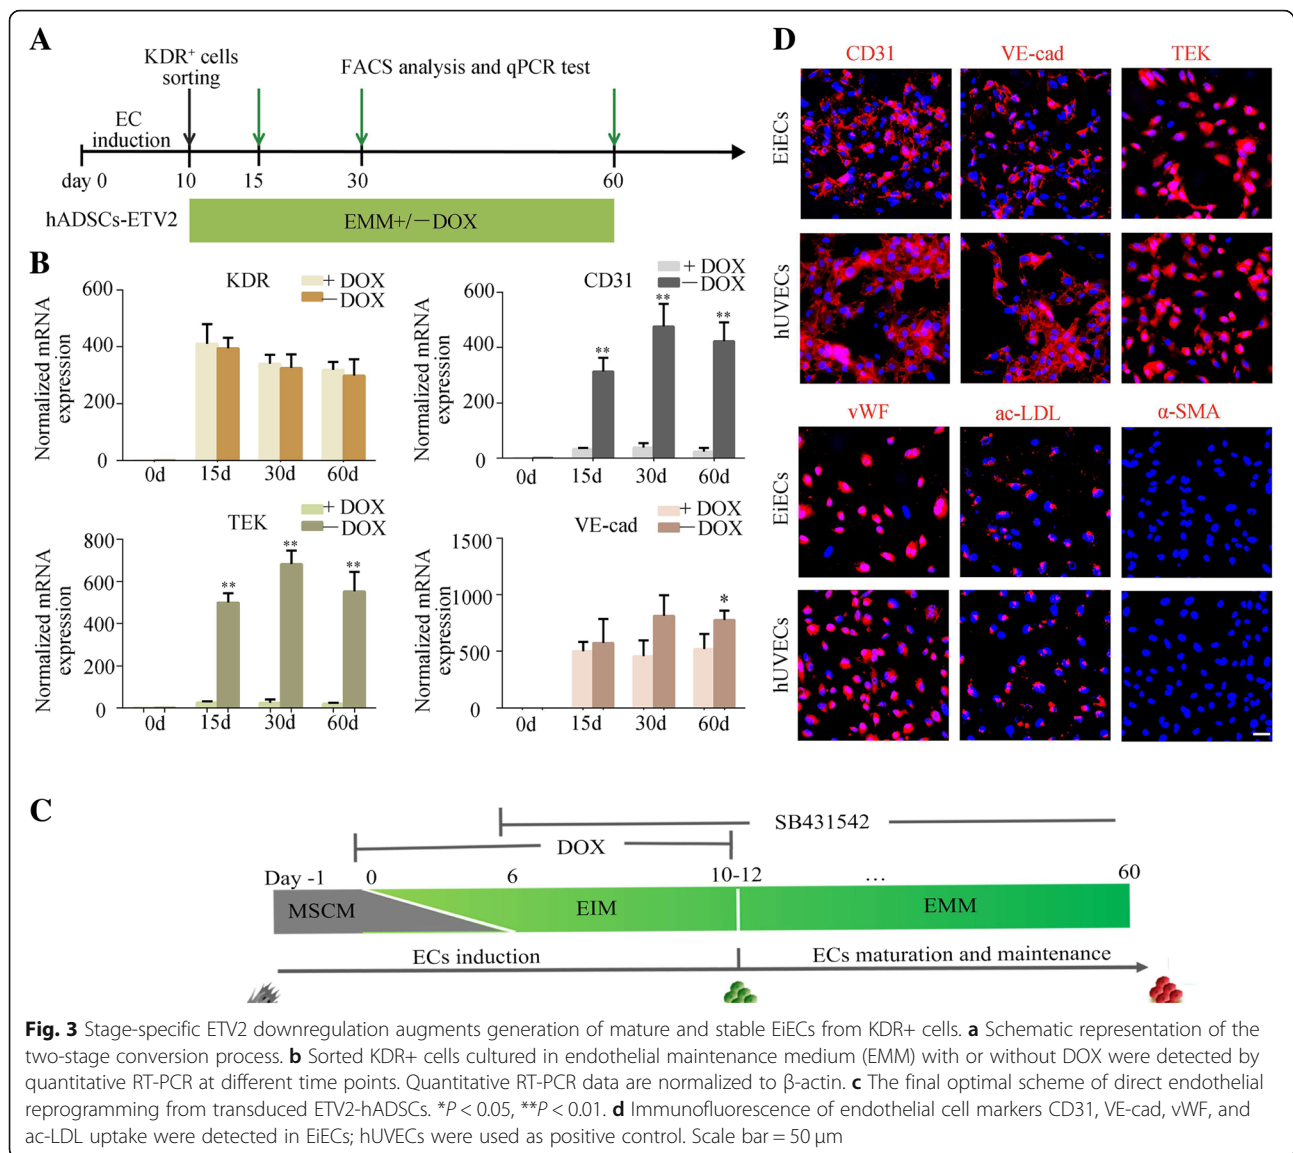 A
KDR⁺ cells
sorting
FACS analysis and qPCR test
EC
induction
day 0
10
15
30
60
hADSCs-ETV2
EMM+/−DOX
B
KDR
+ DOX
− DOX
Normalized mRNA
expression
600
400
200
0
0d
15d
30d
60d
CD31
+ DOX
− DOX
Normalized mRNA
expression
600
400
200
0
**
**
**
0d
15d
30d
60d
TEK
+ DOX
− DOX
Normalized mRNA
expression
800
600
400
200
0
**
**
**
0d
15d
30d
60d
VE-cad
+ DOX
− DOX
Normalized mRNA
expression
1500
1000
500
0
*
0d
15d
30d
60d
D
CD31
VE-cad
TEK
EiECs
hUVECs
vWF
ac-LDL
α-SMA
EiECs
hUVECs
C
SB431542
DOX
Day -1
0
6
10-12
...
60
MSCM
EIM
EMM
ECs induction
ECs maturation and maintenance
Fig. 3 Stage-specific ETV2 downregulation augments generation of mature and stable EiECs from KDR+ cells. a Schematic representation of the
two-stage conversion process. b Sorted KDR+ cells cultured in endothelial maintenance medium (EMM) with or without DOX were detected by
quantitative RT-PCR at different time points. Quantitative RT-PCR data are normalized to β-actin. c The final optimal scheme of direct endothelial
reprogramming from transduced ETV2-hADSCs. *P < 0.05, **P < 0.01. d Immunofluorescence of endothelial cell markers CD31, VE-cad, vWF, and
ac-LDL uptake were detected in EiECs; hUVECs were used as positive control. Scale bar = 50 μm